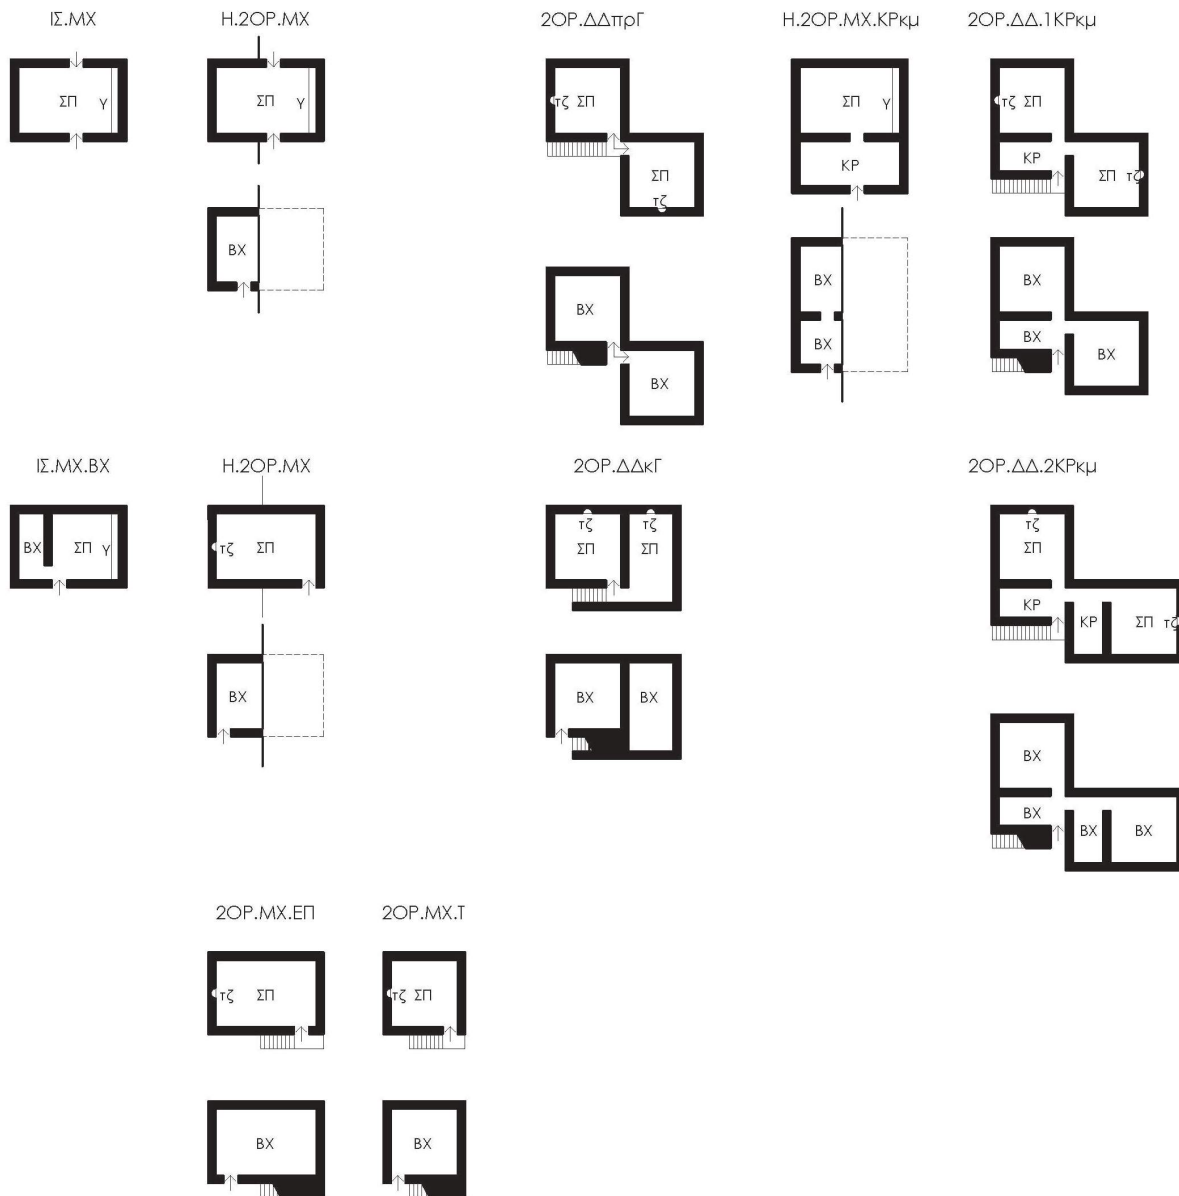 ΙΣ.ΜΧ Η.2ΟΡ.ΜΧ 2ΟΡ.ΔΔπρΓ Η.2ΟΡ.ΜΧ.ΚΡκμ 2ΟΡ.ΔΔ.1ΚΡκμ
ΣΠ Υ ΣΠ Υ τζ ΣΠ ΣΠ Υ τζ ΣΠ
ΚΡ ΚΡ
ΣΠ ΣΠ τζ
τζ
ΒΧ
ΒΧ ΒΧ
ΒΧ
ΒΧ ΒΧ
ΒΧ ΒΧ
ΙΣ.ΜΧ.ΒΧ Η.2ΟΡ.ΜΧ 2ΟΡ.ΔΔκΓ 2ΟΡ.ΔΔ.2ΚΡκμ
τζ τζ τζ
ΒΧ ΣΠ Υ τζ ΣΠ ΣΠ ΣΠ ΣΠ
ΚΡ
ΚΡ ΣΠ τζ
ΒΧ ΒΧ ΒΧ
ΒΧ
ΒΧ
ΒΧ ΒΧ
2ΟΡ.ΜΧ.ΕΠ 2ΟΡ.ΜΧ.Τ
τζ ΣΠ τζ ΣΠ
ΒΧ ΒΧ